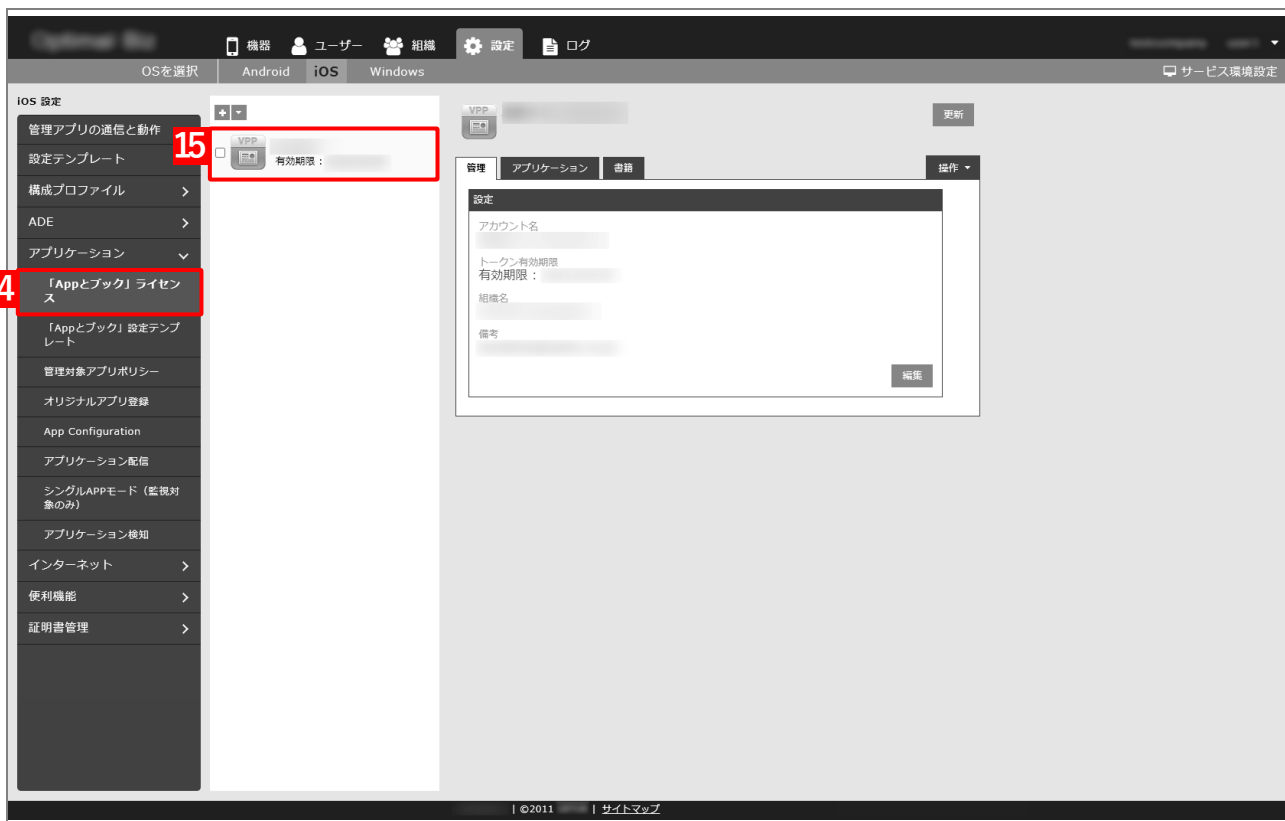 機器 ユーザー 組織 設定 ログ
OSを選択 Android iOS Windows サービス環境設定
iOS 設定
管理アプリの通信と動作
設定テンプレート
構成プロファイル
ADE
アプリケーション
「Appとブック」ライセン
ス
「Appとブック」設定テンプ
レート
管理対象アプリポリシー
オリジナルアプリ登録
App Configuration
アプリケーション配信
シングルAPPモード（監視対
象のみ）
アプリケーション検知
インターネット
便利機能
証明書管理
4
15
VPP
有効期限：
VPP
更新
管理 アプリケーション 書籍 操作
設定
アカウント名
トークン有効期限
有効期限：
組織名
備考
編集
| ©2011 | サイトマップ